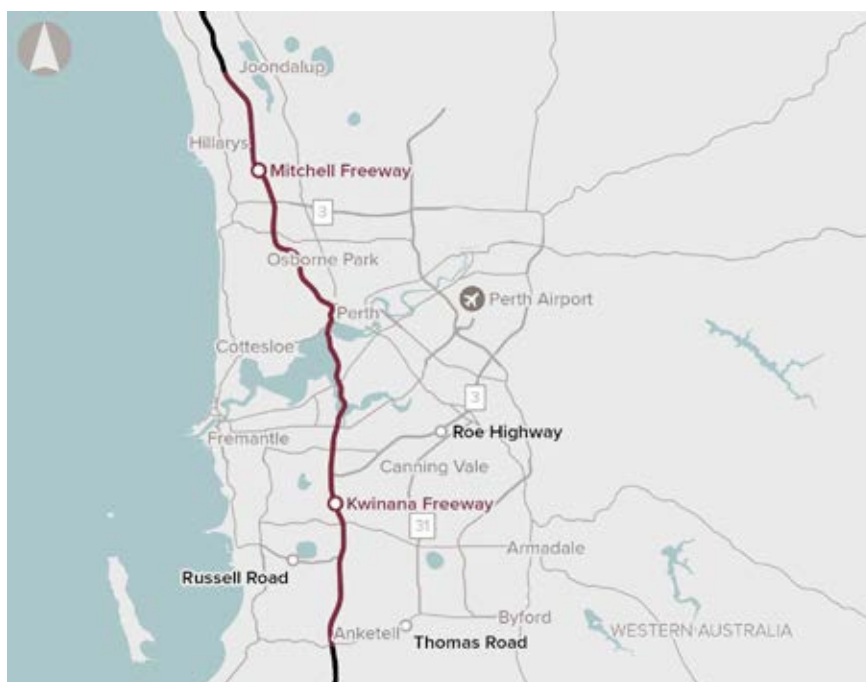 Joondalup
Hillarys
Mitchell Freeway
3
Osborne Park
Perth Airport
Perth
Cottesloe
3
Roe Highway
Fremantle
Canning Vale
Kwinana Freeway
31
Armadale
Russell Road
Byford
Anketell
WESTERN AUSTRALIA
Thomas Road